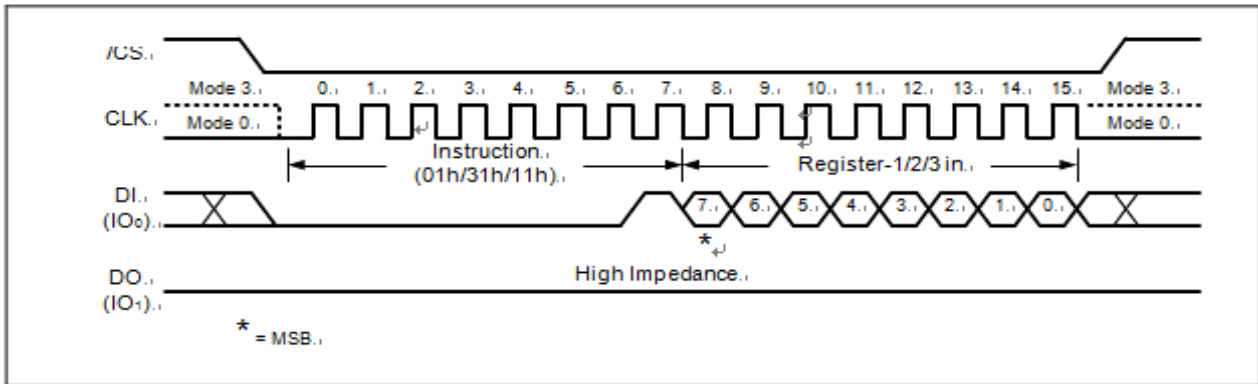 /CS
Mode 3 0 1 2 3 4 5 6 7 8 9 10 11 12 13 14 15 Mode 3
CLK
Mode 0 Mode 0
Instruction
(01h/31h/11h)
Register-1/2/3 in
DI
(IO0)
7 6 5 4 3 2 1 0
*
High Impedance
DO
(IO1)
* = MSB